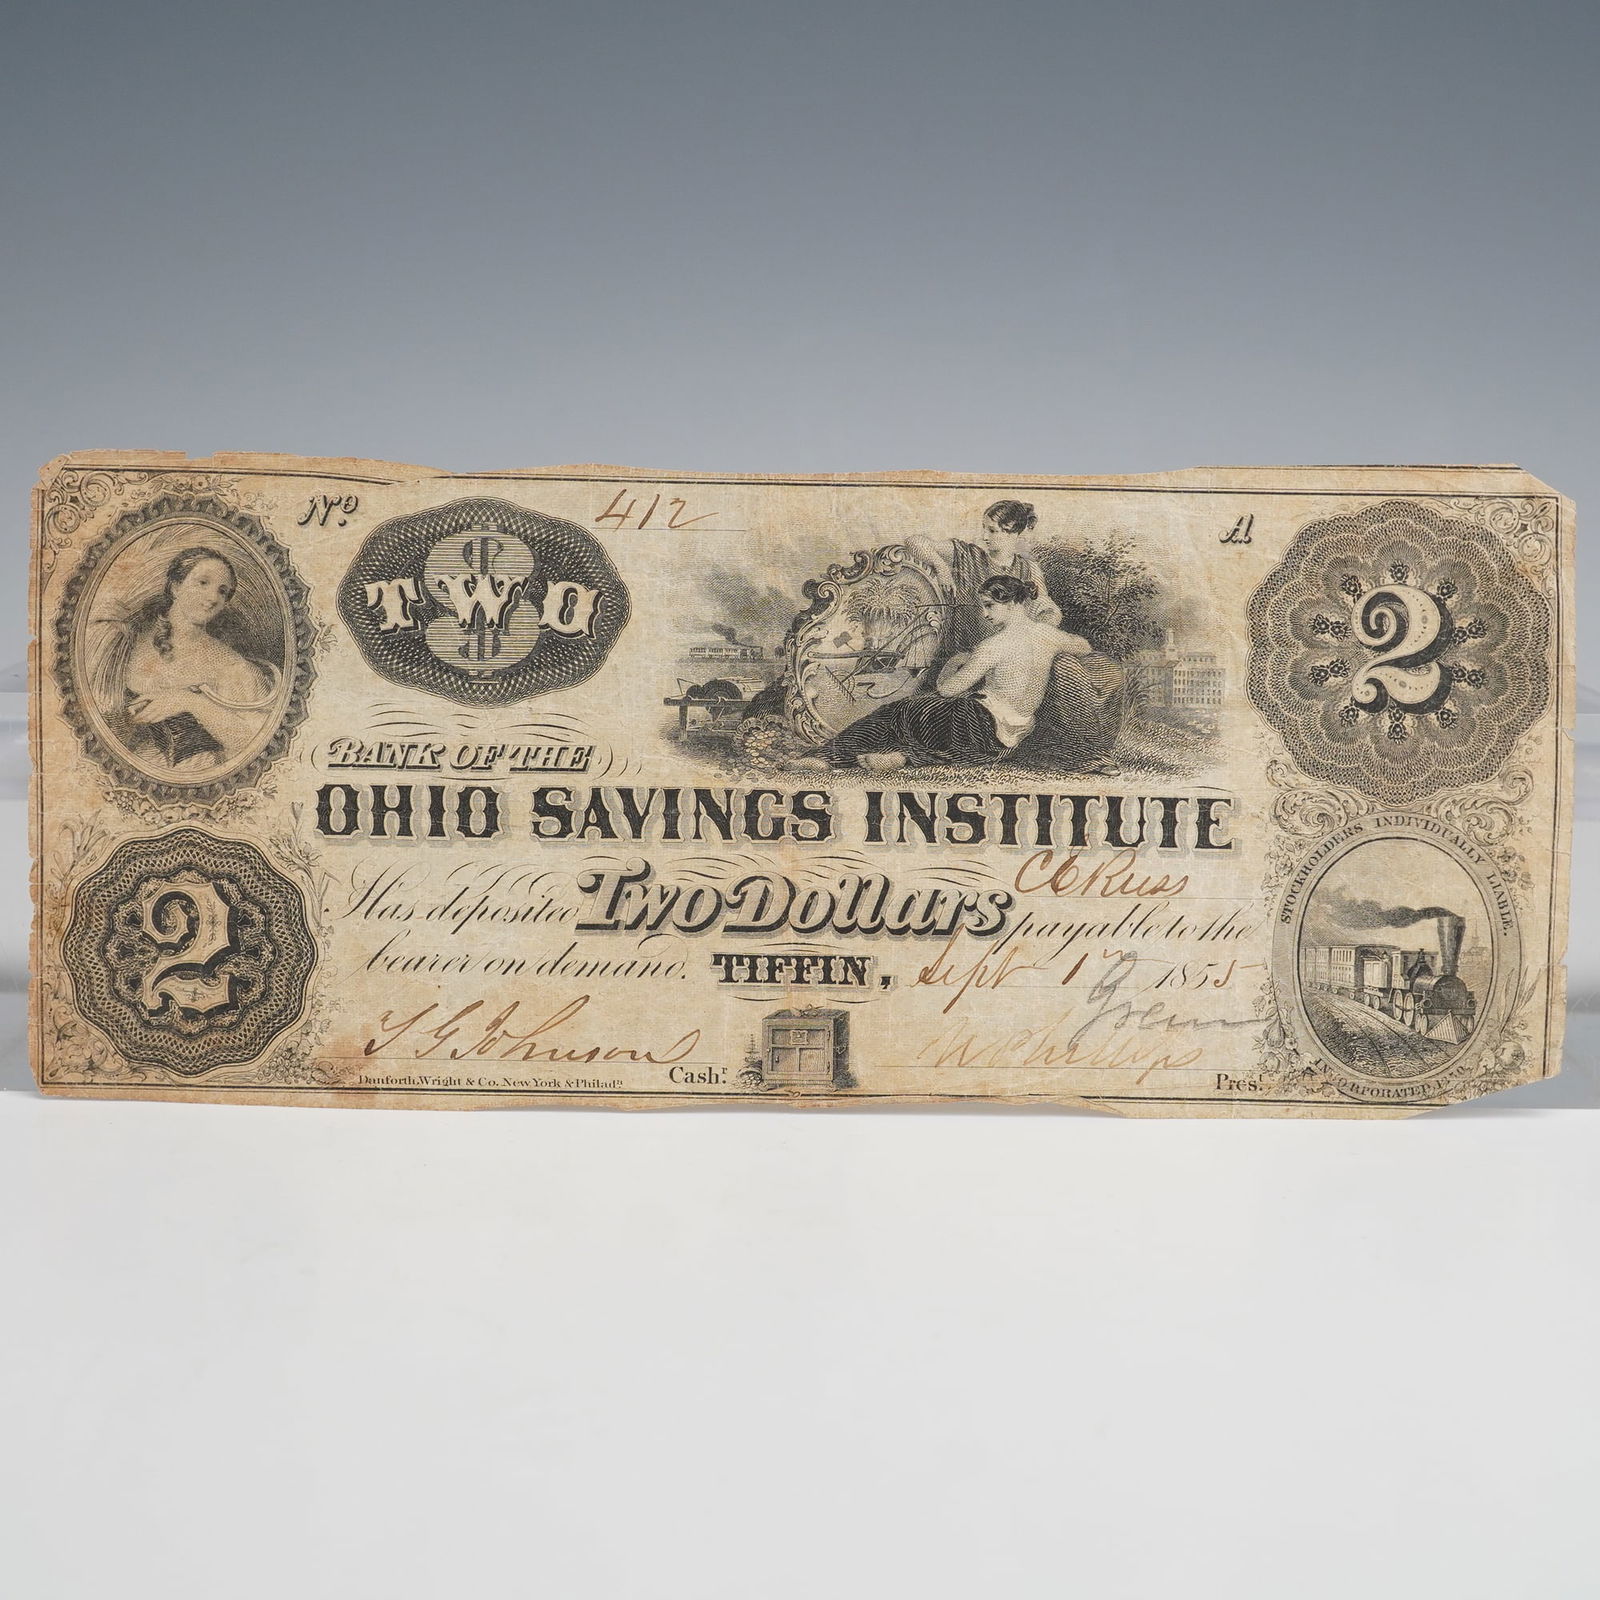 No. 412 A
TWO
2
BANK OF THE
OHIO SAVINGS INSTITUTE
C C Russ
Has deposited Two Dollars payable to the
bearer on demand. TIFFIN, Sept 1 1855
2
STOCKHOLDERS INDIVIDUALLY LIABLE.
INCORPORATED
S G Johnson Cashr.
Danforth, Wright & Co. New York & Philada.
Phillips Prest.